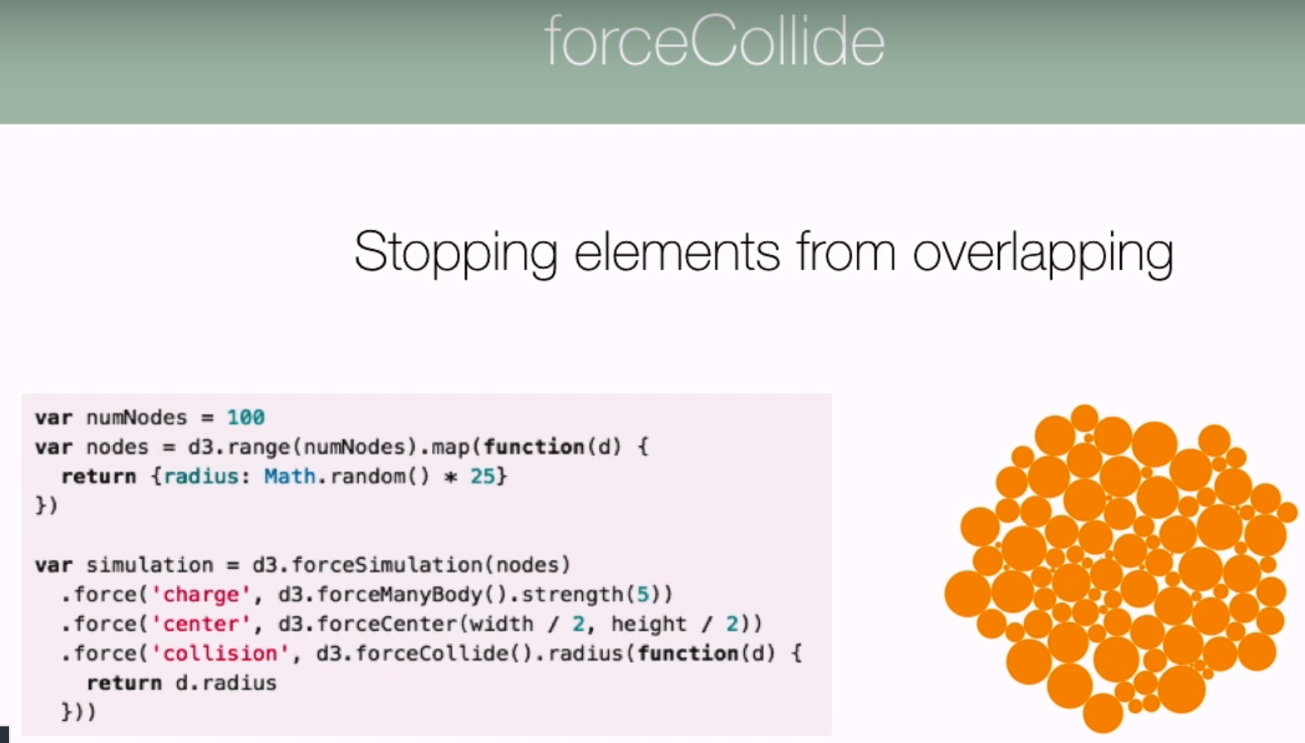 forceCollide
Stopping elements from overlapping
var numNodes = 100
var nodes = d3.range(numNodes).map(function(d) {
  return {radius: Math.random() * 25}
})

var simulation = d3.forceSimulation(nodes)
  .force('charge', d3.forceManyBody().strength(5))
  .force('center', d3.forceCenter(width / 2, height / 2))
  .force('collision', d3.forceCollide().radius(function(d) {
    return d.radius
  }))